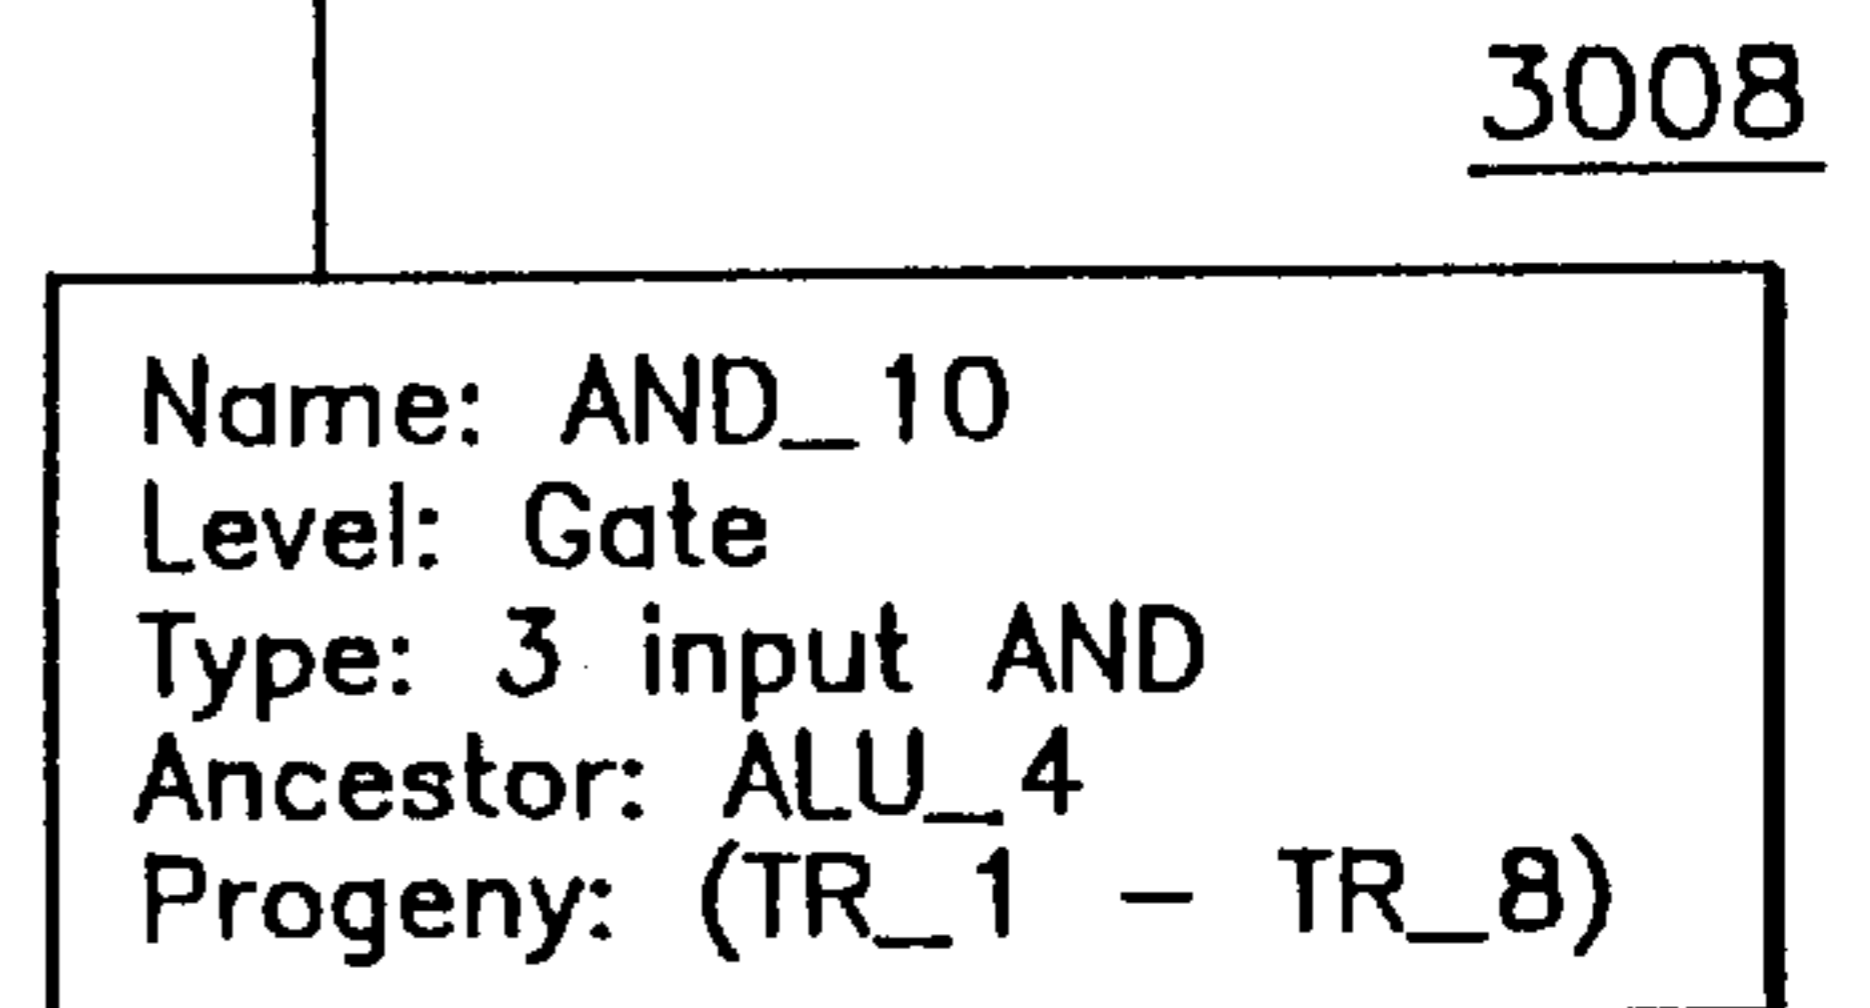 3008
Name: AND_10
Level: Gate
Type: 3 input AND
Ancestor: ALU_4
Progeny: (TR_1 – TR_8)